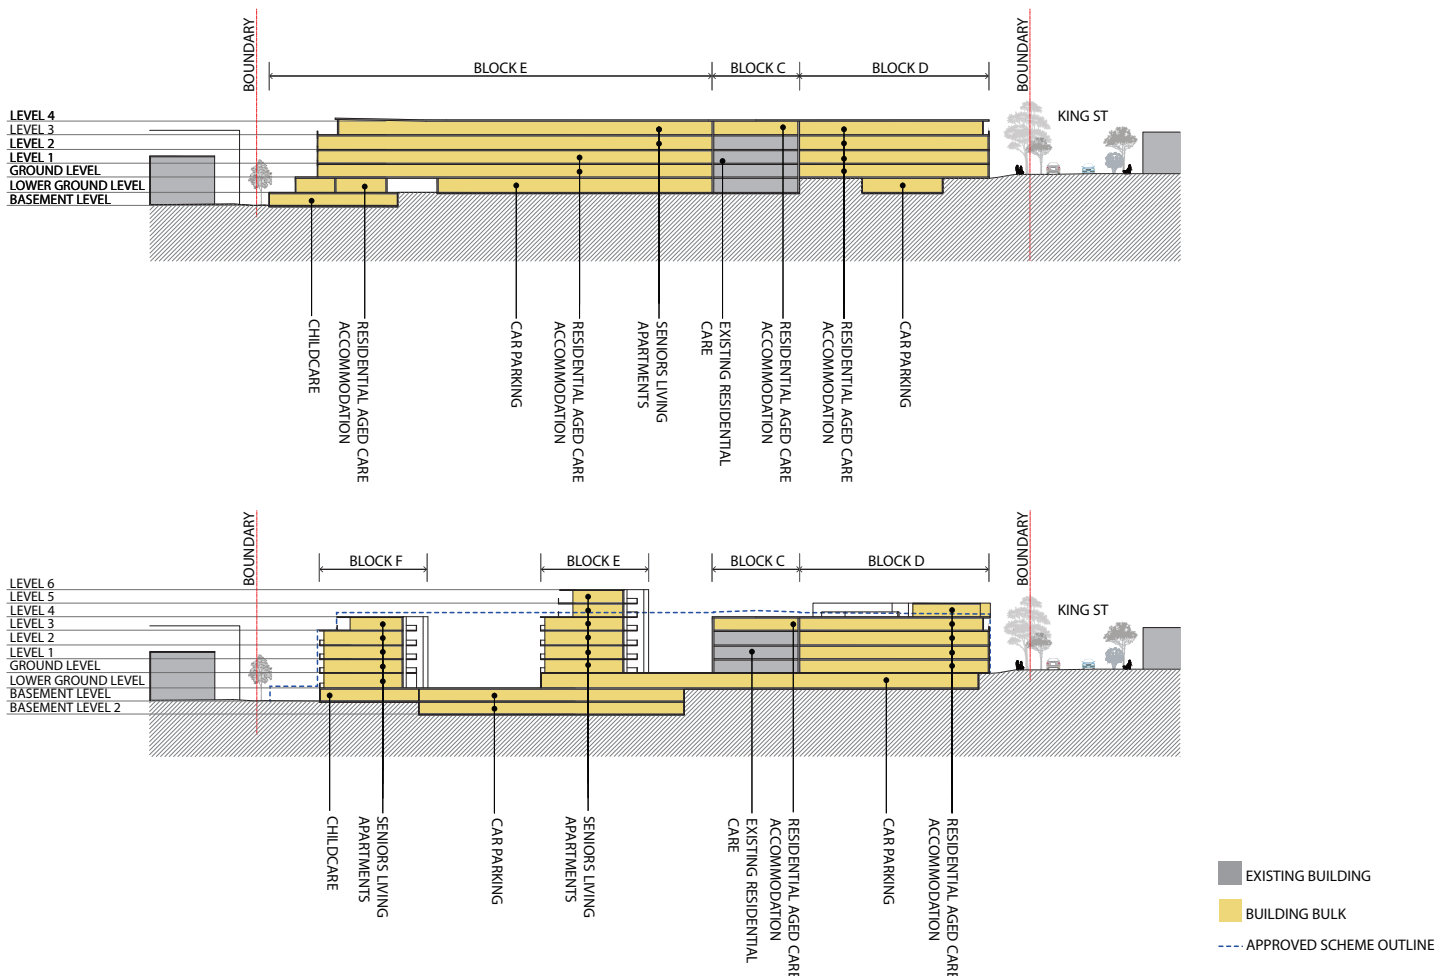 BOUNDARY
BLOCK E
BLOCK C
BLOCK D
BOUNDARY
KING ST
LEVEL 4
LEVEL 3
LEVEL 2
LEVEL 1
GROUND LEVEL
LOWER GROUND LEVEL
BASEMENT LEVEL
CHILDCARE
RESIDENTIAL AGED CARE
ACCOMMODATION
CAR PARKING
RESIDENTIAL AGED CARE
ACCOMMODATION
SENIORS LIVING
APARTMENTS
EXISTING RESIDENTIAL
CARE
RESIDENTIAL AGED CARE
ACCOMMODATION
RESIDENTIAL AGED CARE
ACCOMMODATION
CAR PARKING
BOUNDARY
BLOCK F
BLOCK E
BLOCK C
BLOCK D
BOUNDARY
KING ST
LEVEL 6
LEVEL 5
LEVEL 4
LEVEL 3
LEVEL 2
LEVEL 1
GROUND LEVEL
LOWER GROUND LEVEL
BASEMENT LEVEL
BASEMENT LEVEL 2
CHILDCARE
SENIORS LIVING
APARTMENTS
CAR PARKING
SENIORS LIVING
APARTMENTS
EXISTING RESIDENTIAL
CARE
RESIDENTIAL AGED CARE
ACCOMMODATION
CAR PARKING
RESIDENTIAL AGED CARE
ACCOMMODATION
EXISTING BUILDING
BUILDING BULK
APPROVED SCHEME OUTLINE